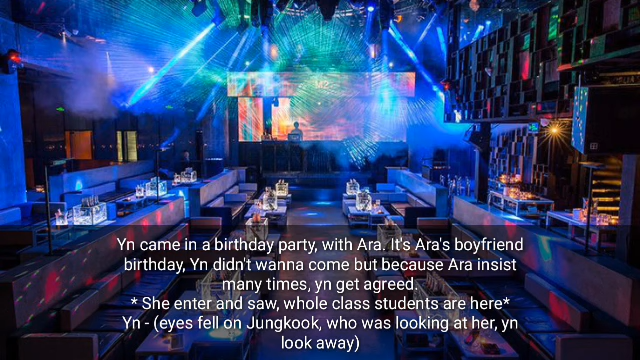 Yn came in a birthday party, with Ara. It's Ara's boyfriend
birthday, Yn didn't wanna come but because Ara insist
many times, yn get agreed.
* She enter and saw, whole class students are here*
Yn - (eyes fell on Jungkook, who was looking at her, yn
look away)